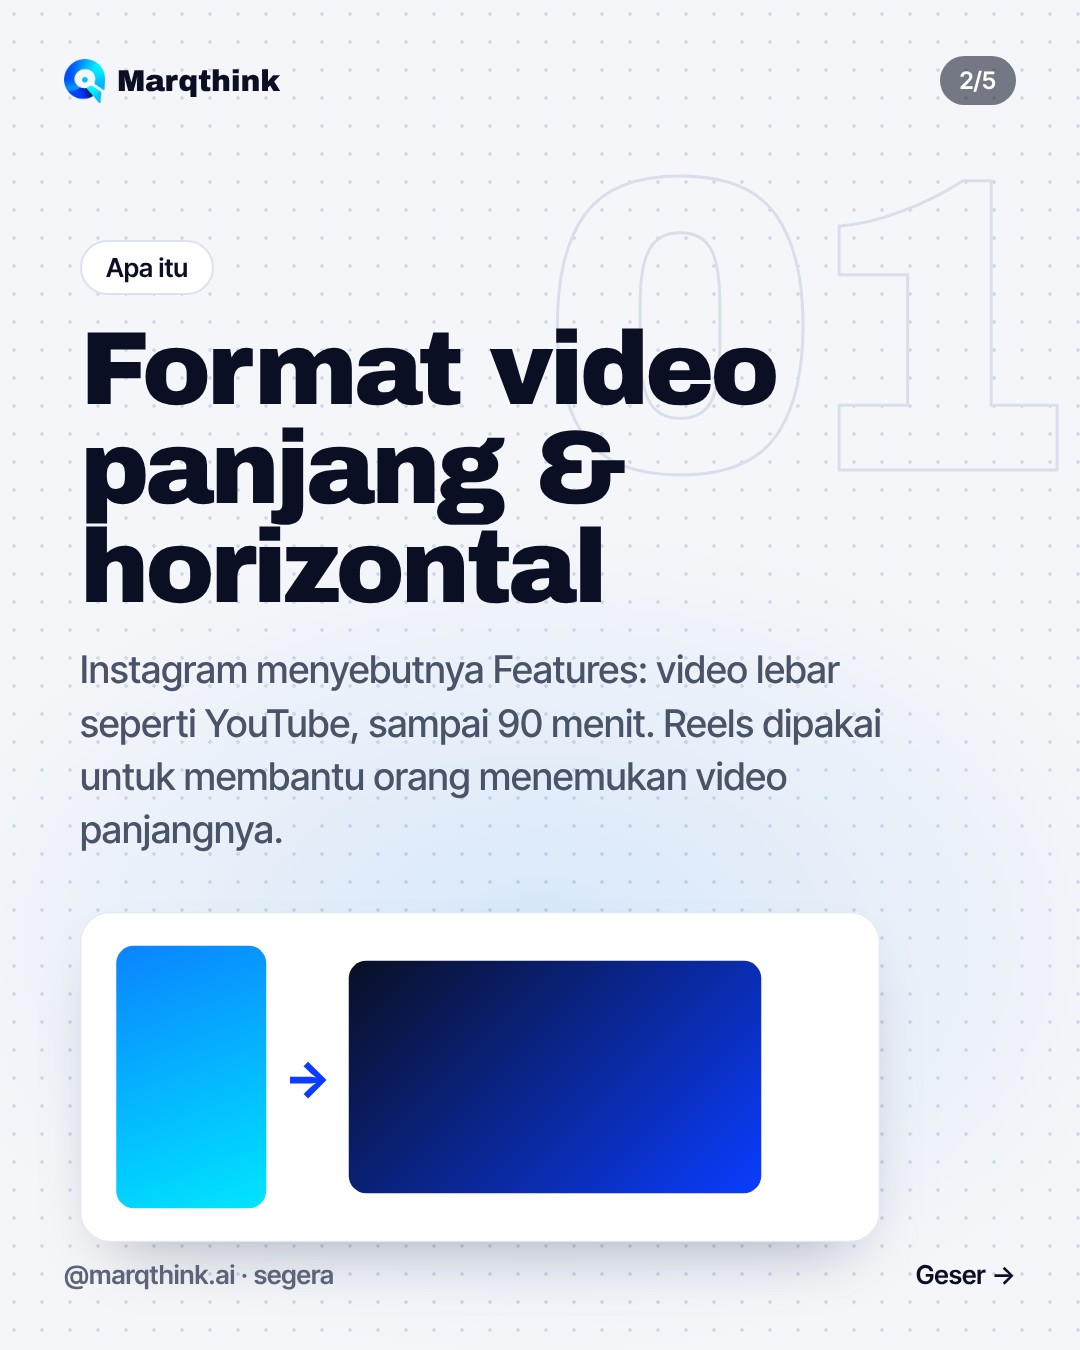 Marqthink
2/5
01
Apa itu
Format video
panjang &
horizontal
Instagram menyebutnya Features: video lebar
seperti YouTube, sampai 90 menit. Reels dipakai
untuk membantu orang menemukan video
panjangnya.
@marqthink.ai · segera
Geser →